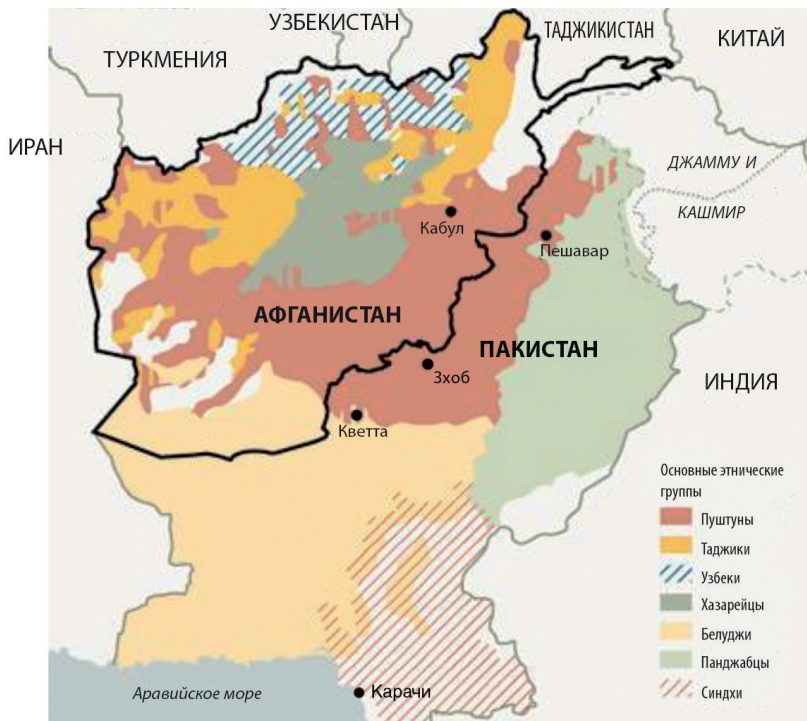 УЗБЕКИСТАН
ТАДЖИКИСТАН
КИТАЙ
ТУРКМЕНИЯ
ИРАН
ДЖАММУ И
КАШМИР
Кабул
Пешавар
АФГАНИСТАН
ПАКИСТАН
Зхоб
ИНДИЯ
Кветта
Основные этнические
группы
Пуштуны
Таджики
Узбеки
Хазарейцы
Белуджи
Панджабцы
Синдхи
Аравийское море
Карачи